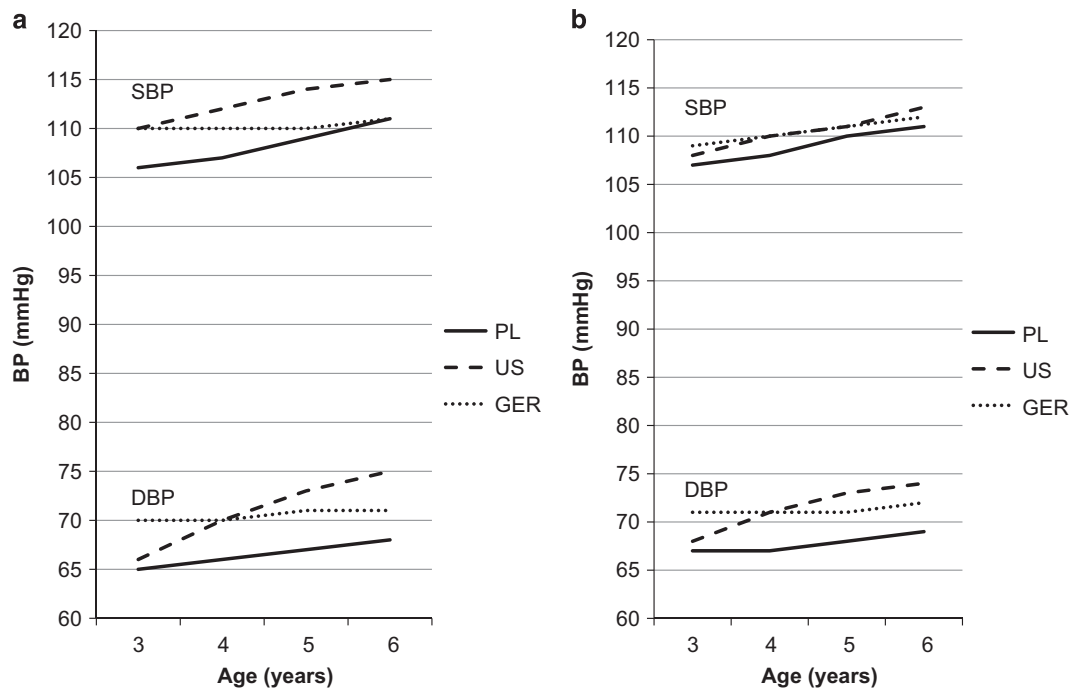 a
120
115
110
105
100
95
90
85
80
75
70
65
60
BP (mmHg)
SBP
DBP
3 4 5 6
Age (years)
PL
US
GER
b
120
115
110
105
100
95
90
85
80
75
70
65
60
BP (mmHg)
SBP
DBP
3 4 5 6
Age (years)
PL
US
GER